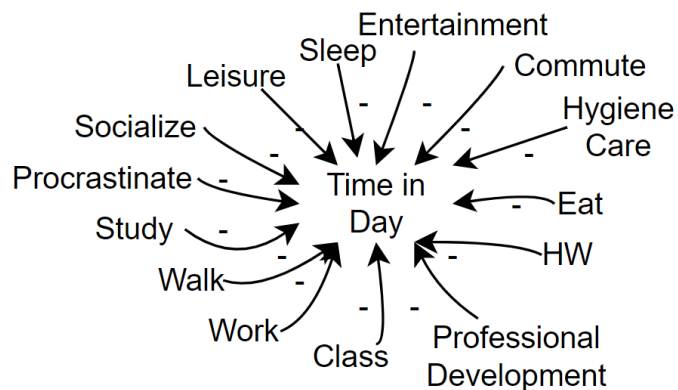 Entertainment
Sleep
Commute
Leisure
-
-
Hygiene
Care
Socialize
-
-
-
-
Procrastinate
-
Time in
Day
-
Eat
Study
-
-
HW
Walk
-
-
Work
-
-
Class
Professional
Development